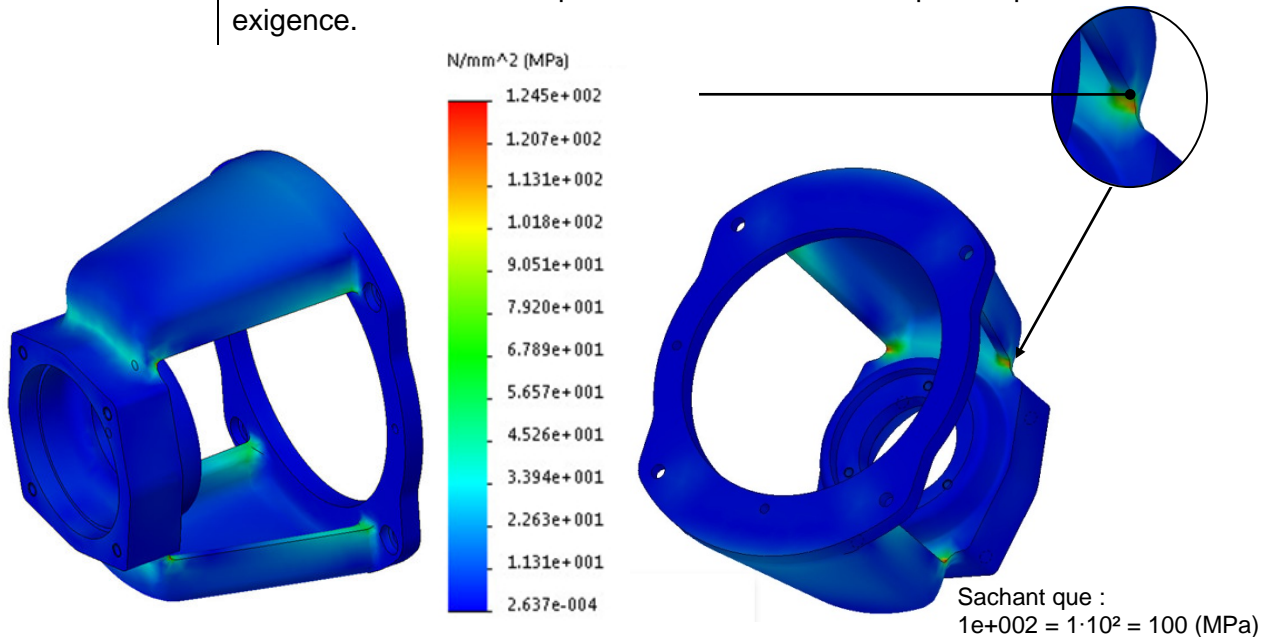 exigence.
N/mm^2 (MPa)
1.245e+002
1.207e+002
1.131e+002
1.018e+002
9.051e+001
7.920e+001
6.789e+001
5.657e+001
4.526e+001
3.394e+001
2.263e+001
1.131e+001
2.637e-004
Sachant que :
1e+002 = 1·10² = 100 (MPa)